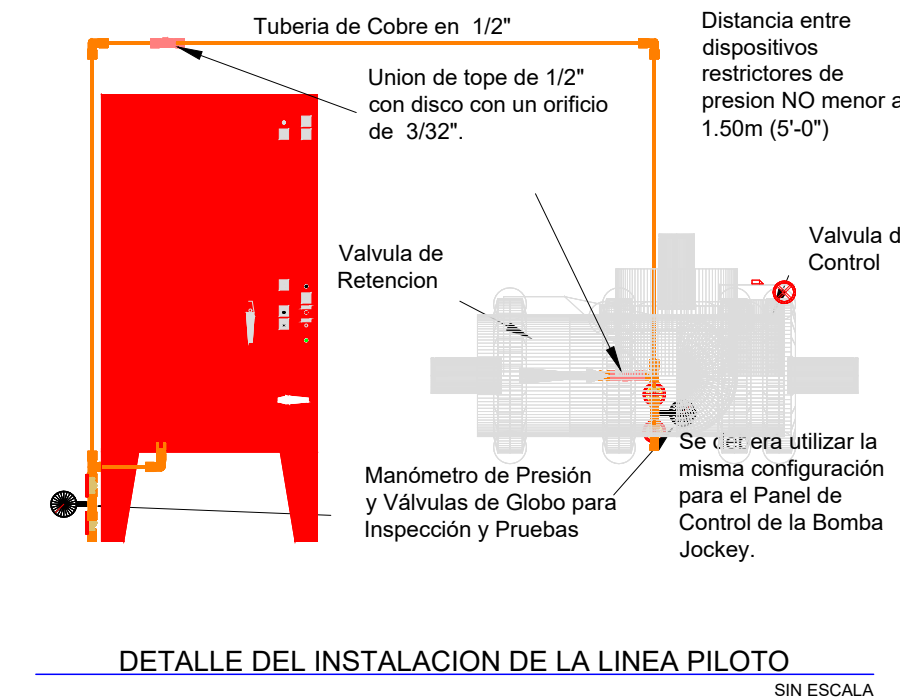 Tuberia de Cobre en 1/2"
Distancia entre
dispositivos
restrictores de
presion NO menor a
1.50m (5'-0")
Union de tope de 1/2"
con disco con un orificio
de 3/32".
Valvula de
Retencion
Valvula d
Control
Manómetro de Presión
y Válvulas de Globo para
Inspección y Pruebas
Se debera utilizar la
misma configuración
para el Panel de
Control de la Bomba
Jockey.
DETALLE DEL INSTALACION DE LA LINEA PILOTO
SIN ESCALA